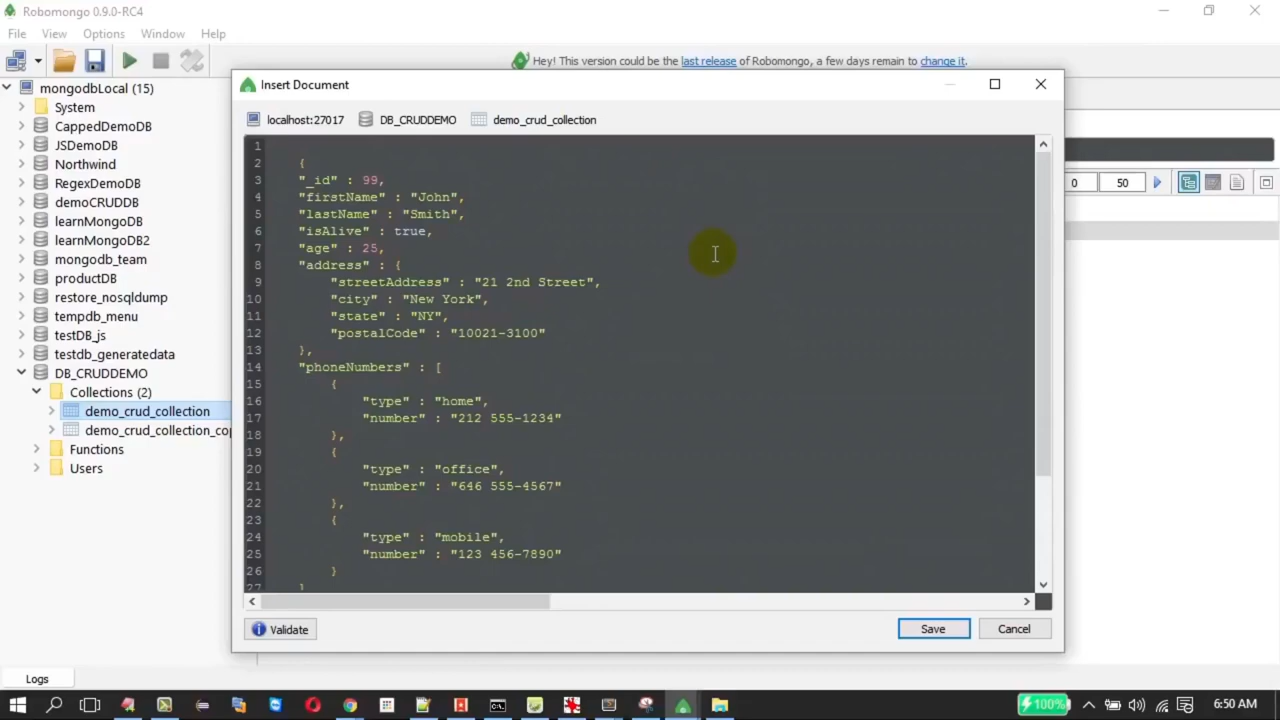 Robomongo 0.9.0-RC4
File View Options Window Help
Hey! This version could be the last release of Robomongo, a few days remain to change it.
mongodbLocal (15)
System
CappedDemoDB
JSDemoDB
Northwind
RegexDemoDB
demoCRUDDB
learnMongoDB
learnMongoDB2
mongodb_team
productDB
restore_nosqldump
tempdb_menu
testDB_js
testdb_generatedata
DB_CRUDDEMO
Collections (2)
demo_crud_collection
demo_crud_collection_cop
Functions
Users
Logs
Insert Document
localhost:27017 DB_CRUDDEMO demo_crud_collection
1
2 {
3 "_id" : 99,
4 "firstName" : "John",
5 "lastName" : "Smith",
6 "isAlive" : true,
7 "age" : 25,
8 "address" : {
9 "streetAddress" : "21 2nd Street",
10 "city" : "New York",
11 "state" : "NY",
12 "postalCode" : "10021-3100"
13 },
14 "phoneNumbers" : [
15 {
16 "type" : "home",
17 "number" : "212 555-1234"
18 },
19 {
20 "type" : "office",
21 "number" : "646 555-4567"
22 },
23 {
24 "type" : "mobile",
25 "number" : "123 456-7890"
26 }
27 ]
Validate Save Cancel
0 50
100% 6:50 AM